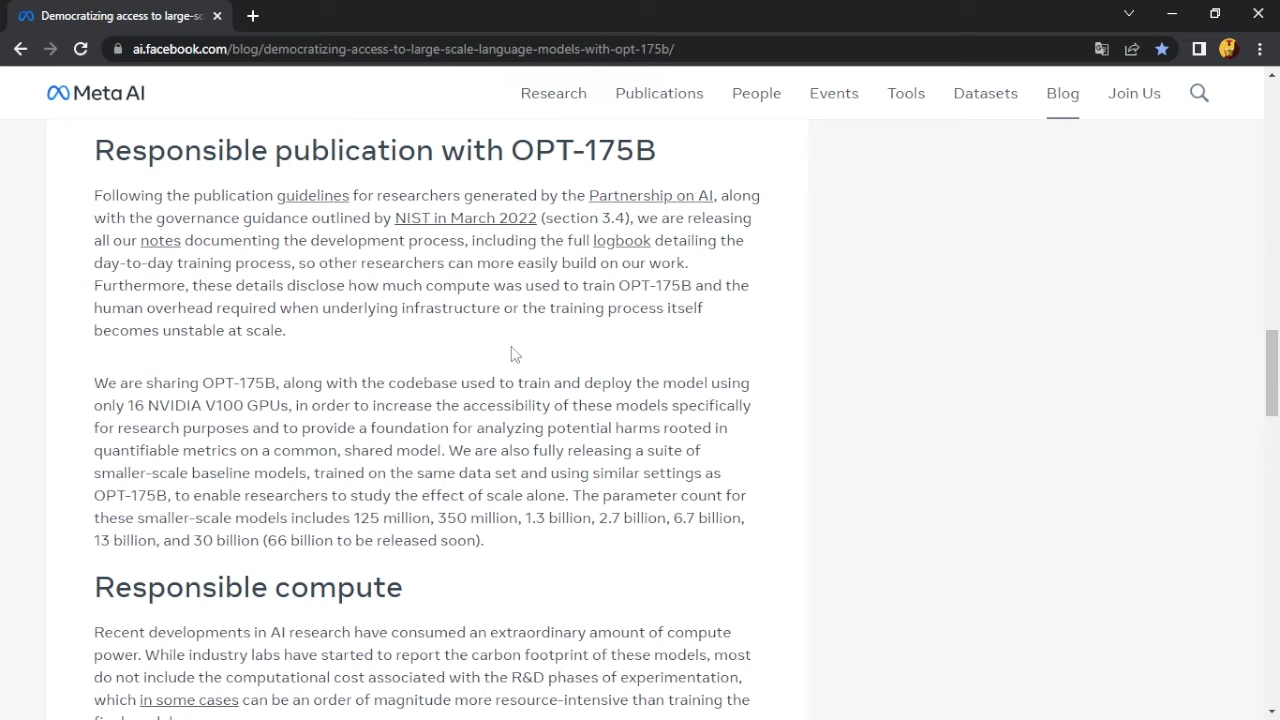 Democratizing access to large-sc
ai.facebook.com/blog/democratizing-access-to-large-scale-language-models-with-opt-175b/
Meta AI
Research Publications People Events Tools Datasets Blog Join Us
Responsible publication with OPT-175B
Following the publication guidelines for researchers generated by the Partnership on AI, along
with the governance guidance outlined by NIST in March 2022 (section 3.4), we are releasing
all our notes documenting the development process, including the full logbook detailing the
day-to-day training process, so other researchers can more easily build on our work.
Furthermore, these details disclose how much compute was used to train OPT-175B and the
human overhead required when underlying infrastructure or the training process itself
becomes unstable at scale.
We are sharing OPT-175B, along with the codebase used to train and deploy the model using
only 16 NVIDIA V100 GPUs, in order to increase the accessibility of these models specifically
for research purposes and to provide a foundation for analyzing potential harms rooted in
quantifiable metrics on a common, shared model. We are also fully releasing a suite of
smaller-scale baseline models, trained on the same data set and using similar settings as
OPT-175B, to enable researchers to study the effect of scale alone. The parameter count for
these smaller-scale models includes 125 million, 350 million, 1.3 billion, 2.7 billion, 6.7 billion,
13 billion, and 30 billion (66 billion to be released soon).
Responsible compute
Recent developments in AI research have consumed an extraordinary amount of compute
power. While industry labs have started to report the carbon footprint of these models, most
do not include the computational cost associated with the R&D phases of experimentation,
which in some cases can be an order of magnitude more resource-intensive than training the